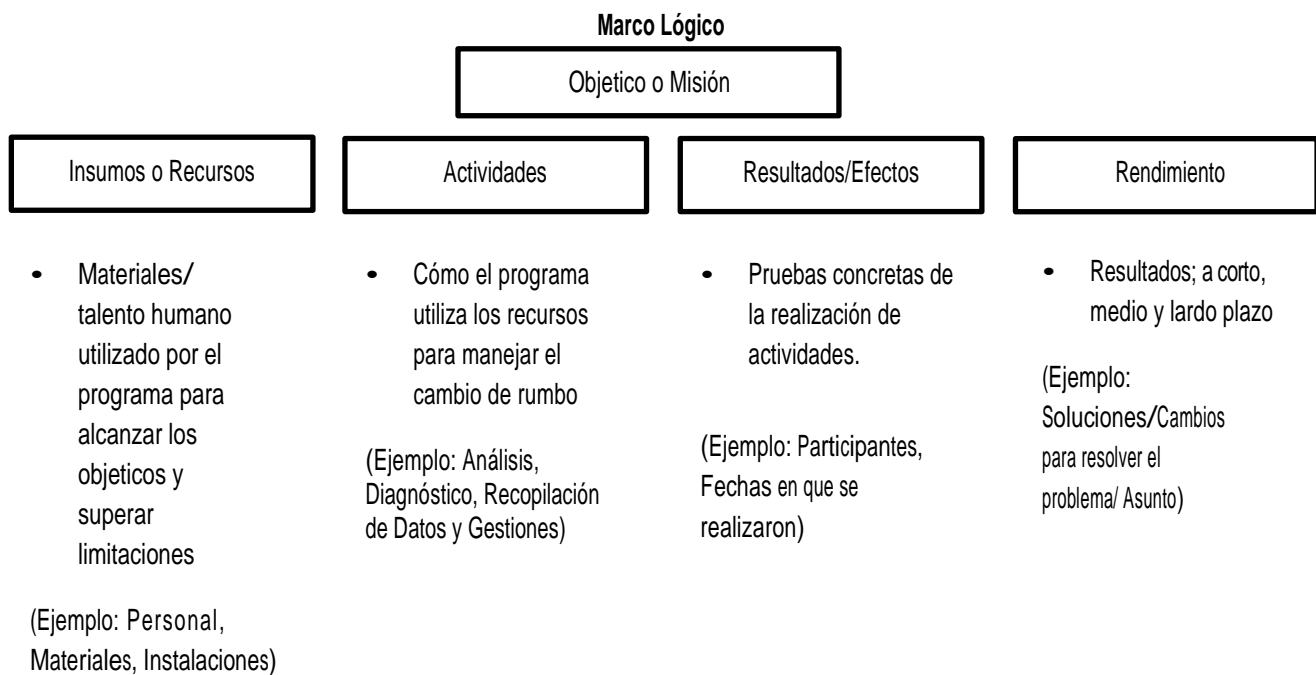 Marco Lógico
Objetico o Misión
Insumos o Recursos
Actividades
Resultados/Efectos
Rendimiento
• Materiales/
talento humano
utilizado por el
programa para
alcanzar los
objeticos y
superar
limitaciones
(Ejemplo: Personal,
Materiales, Instalaciones)
• Cómo el programa
utiliza los recursos
para manejar el
cambio de rumbo
(Ejemplo: Análisis,
Diagnóstico, Recopilación
de Datos y Gestiones)
• Pruebas concretas de
la realización de
actividades.
(Ejemplo: Participantes,
Fechas en que se
realizaron)
• Resultados; a corto,
medio y lardo plazo
(Ejemplo:
Soluciones/Cambios
para resolver el
problema/ Asunto)